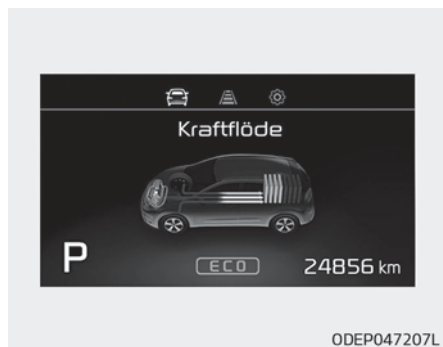 Kraftflöde
P
ECO
24856 km
ODEP047207L